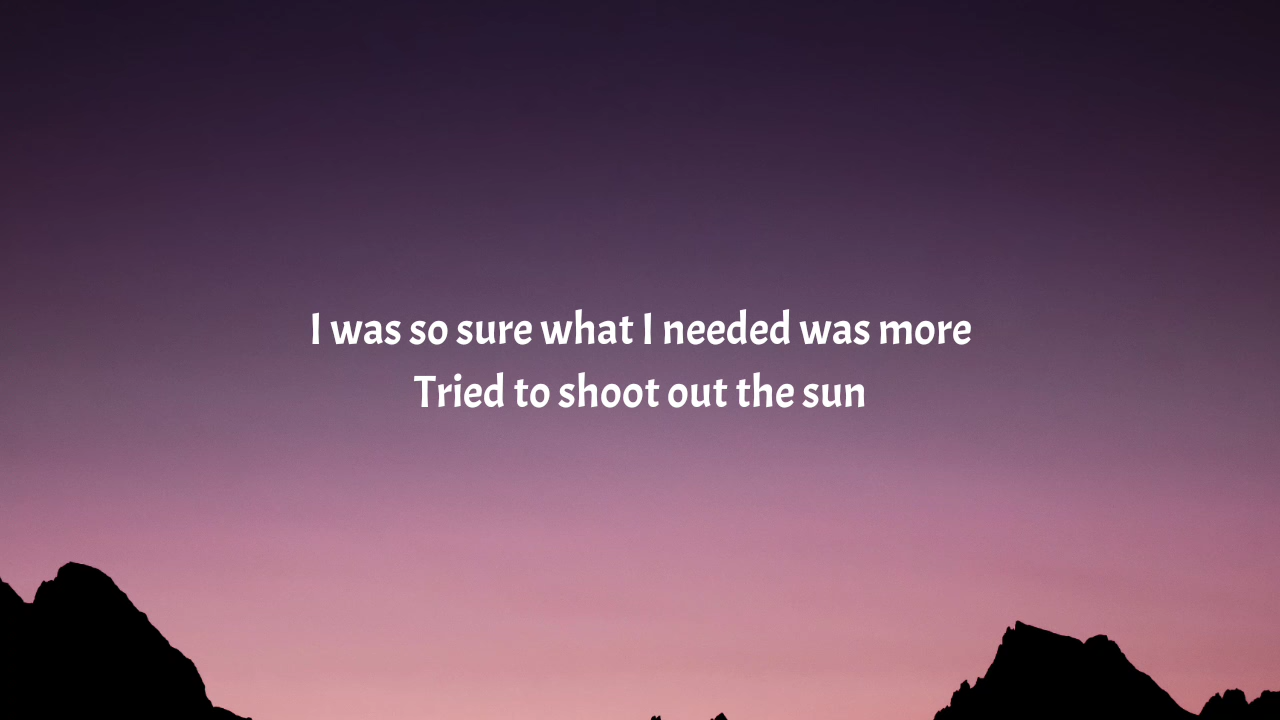 I was so sure what I needed was more
Tried to shoot out the sun